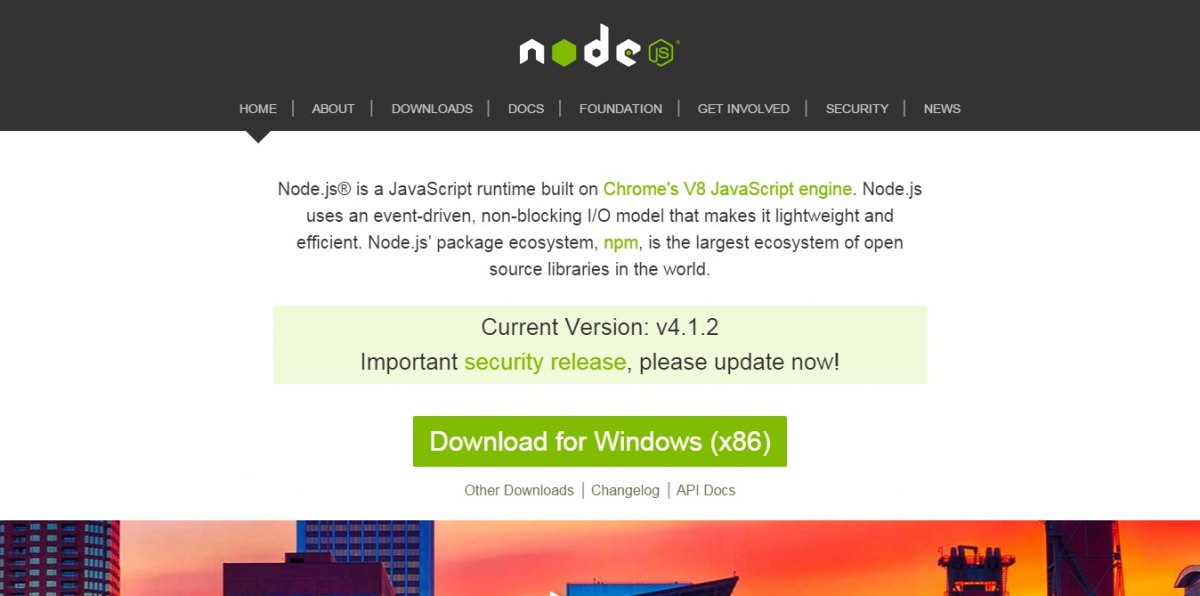 node JS
HOME | ABOUT | DOWNLOADS | DOCS | FOUNDATION | GET INVOLVED | SECURITY | NEWS
Node.js® is a JavaScript runtime built on Chrome's V8 JavaScript engine. Node.js
uses an event-driven, non-blocking I/O model that makes it lightweight and
efficient. Node.js' package ecosystem, npm, is the largest ecosystem of open
source libraries in the world.
Current Version: v4.1.2
Important security release, please update now!
Download for Windows (x86)
Other Downloads | Changelog | API Docs